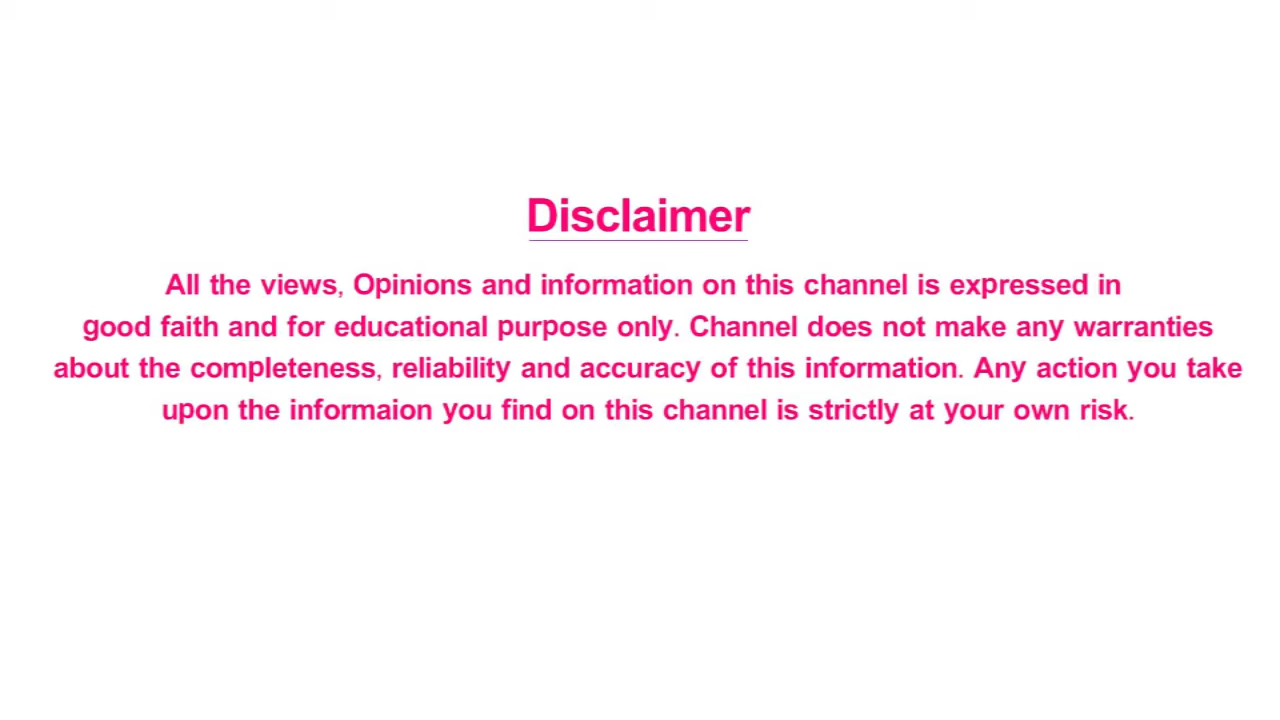 Disclaimer
All the views, Opinions and information on this channel is expressed in
good faith and for educational purpose only. Channel does not make any warranties
about the completeness, reliability and accuracy of this information. Any action you take
upon the informaion you find on this channel is strictly at your own risk.